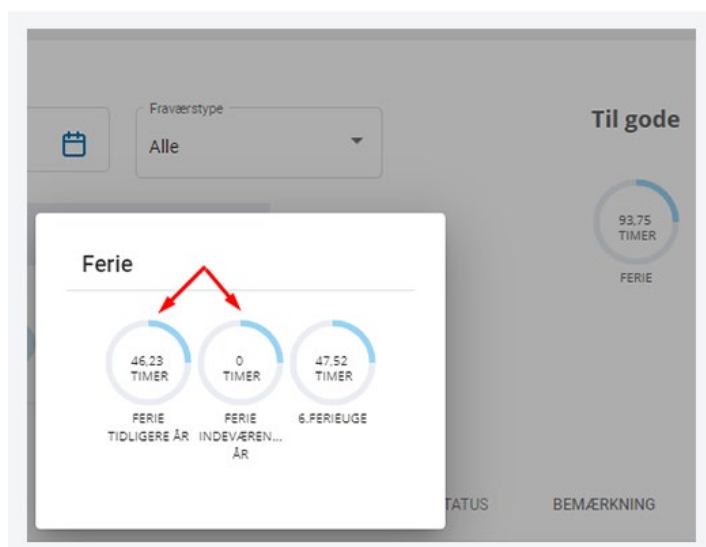 Fraværstype
Alle
Til gode
93,75
TIMER
FERIE
Ferie
46,23
TIMER
FERIE
TIDLIGERE ÅR
0
TIMER
FERIE
INDEVÆREN...
ÅR
47,52
TIMER
6.FERIEUGE
TATUS
BEMÆRKNING